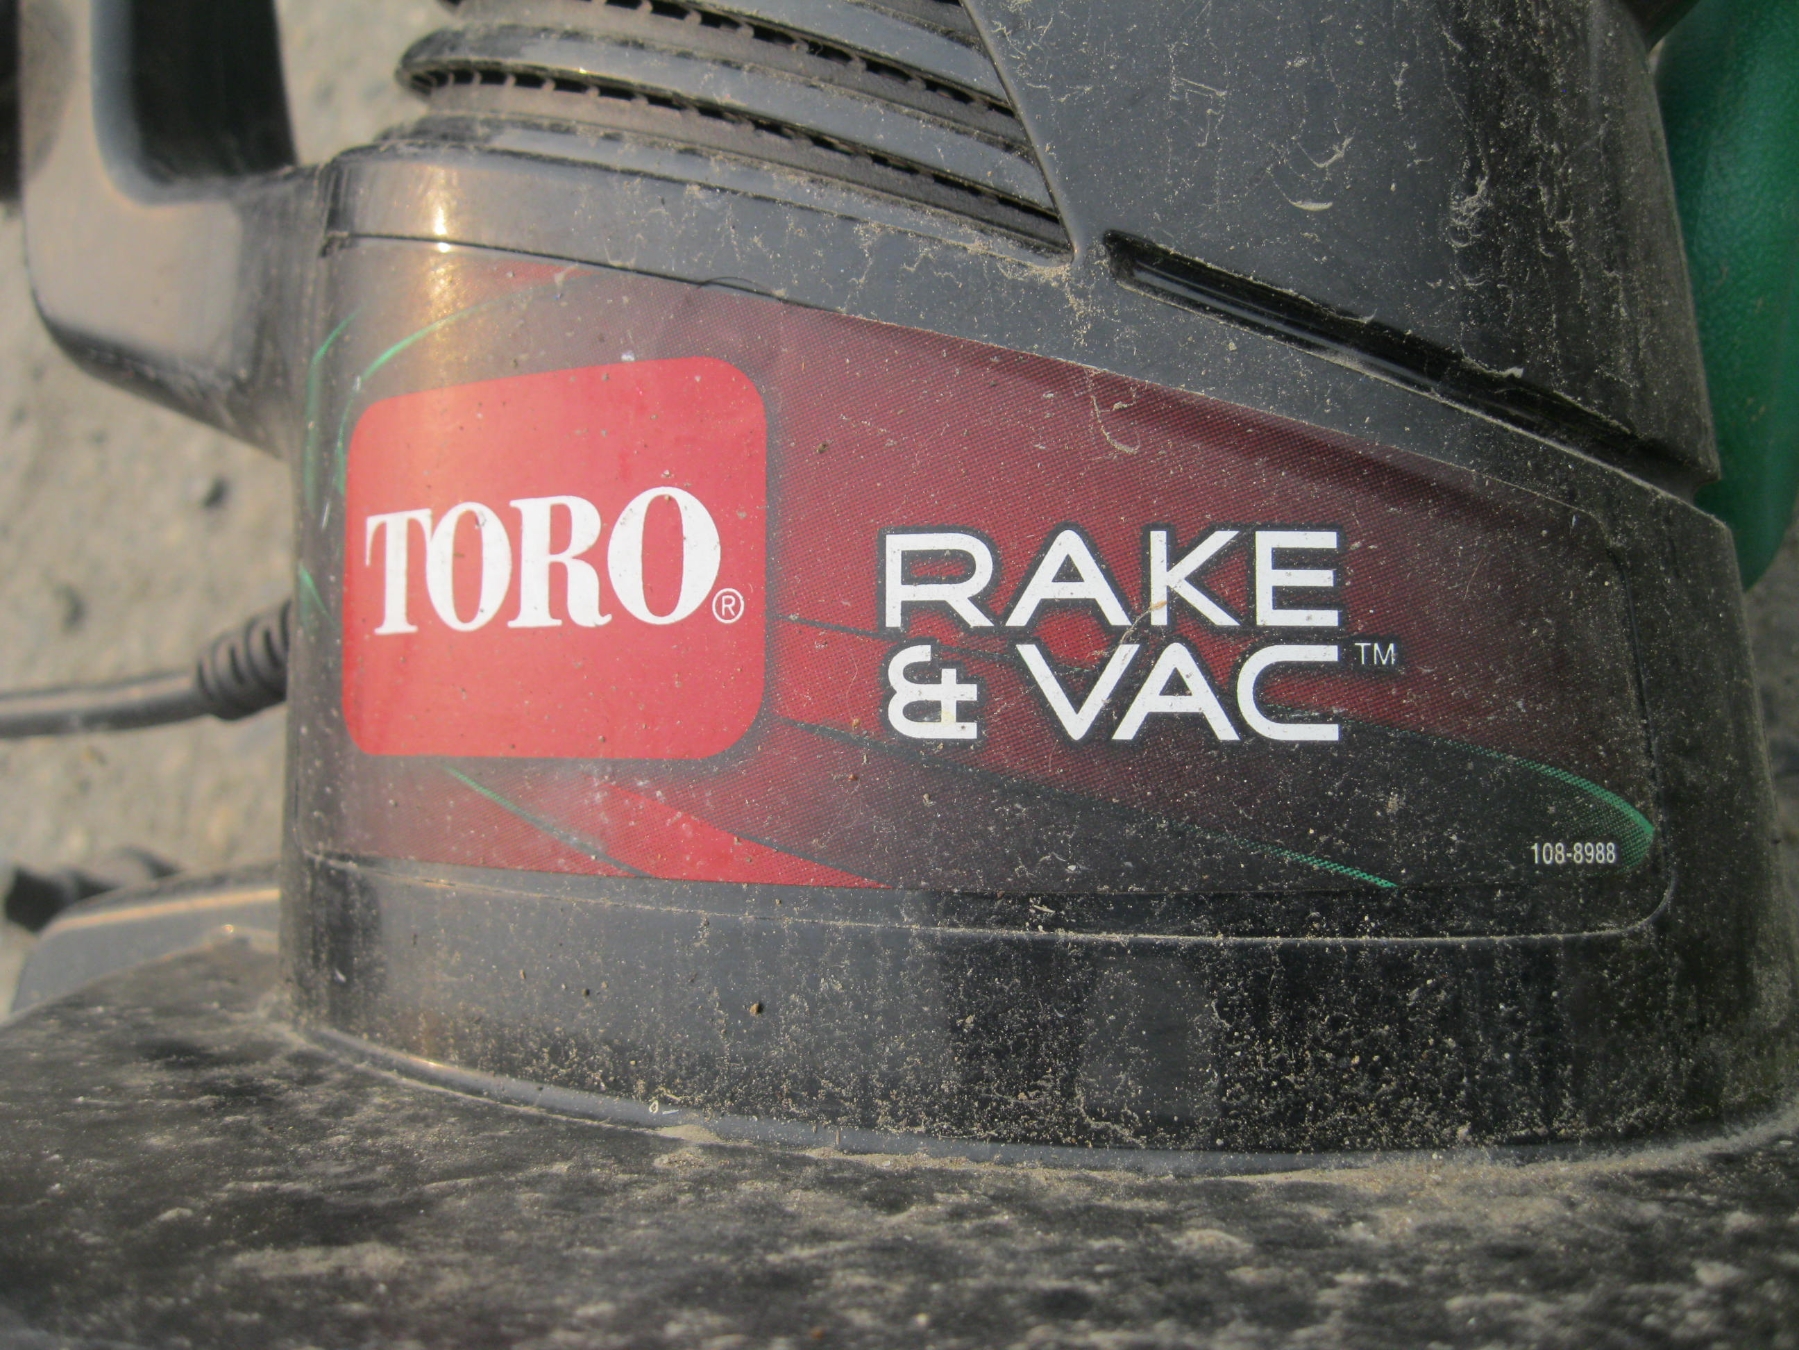 TORO®
RAKE
& VAC™
108-8988